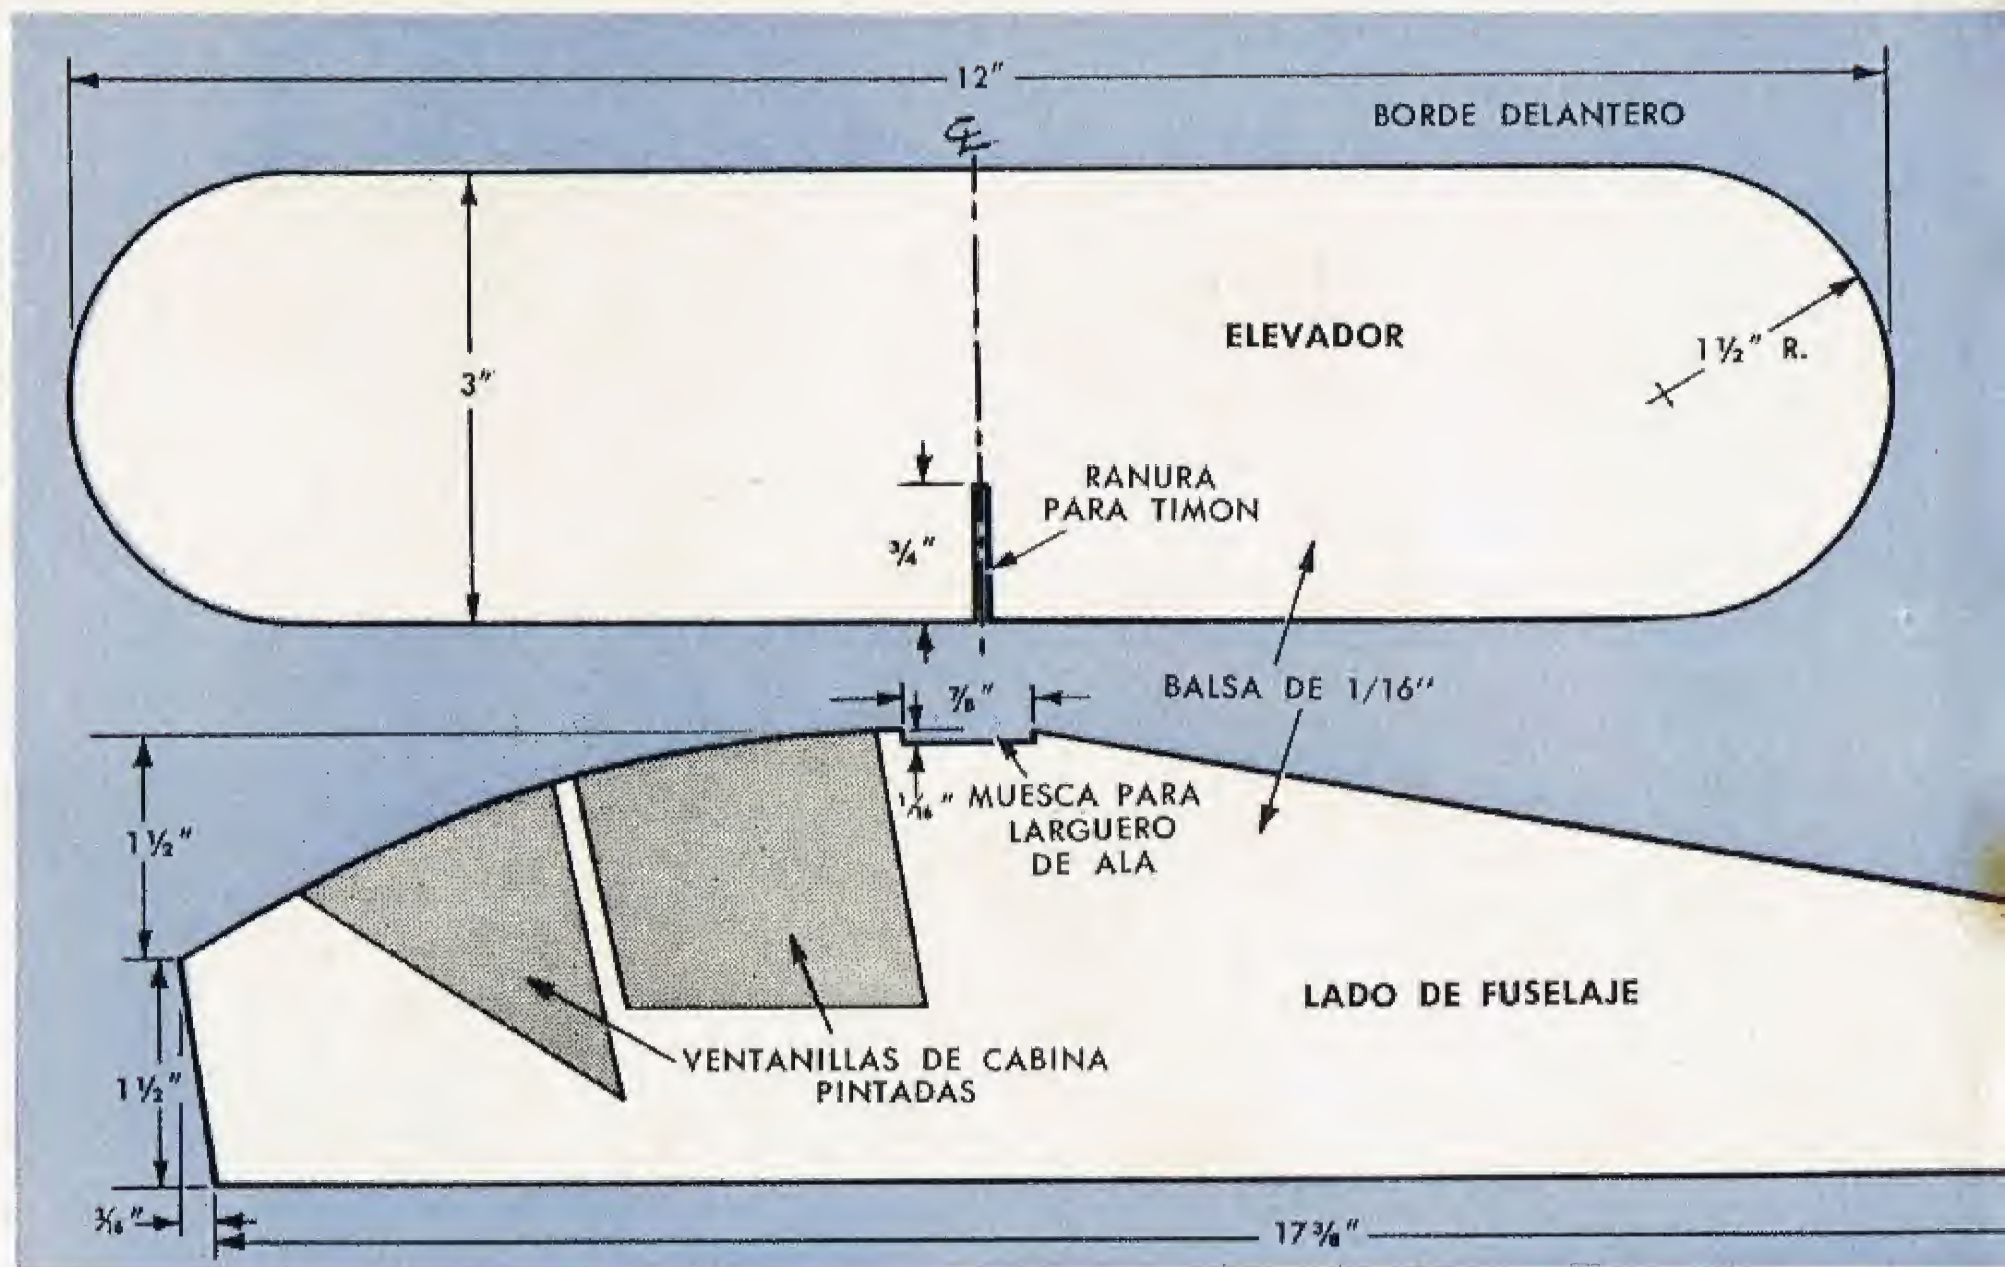 12"
BORDE DELANTERO
℄
ELEVADOR
1 ½" R.
3"
RANURA
PARA TIMON
¾"
BALSA DE 1/16"
⅞"
1/16"
MUESCA PARA
LARGUERO
DE ALA
1 ½"
LADO DE FUSELAJE
VENTANILLAS DE CABINA
PINTADAS
1 ½"
17 ⅜"